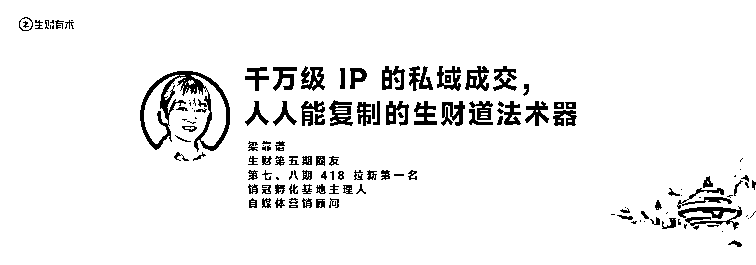 生财有术
千万级 IP 的私域成交，
人人能复制的生财道法术器
梁靠谱
生财第五期圈友
第七、八期 418 拉新第一名
销冠孵化基地主理人
自媒体营销顾问